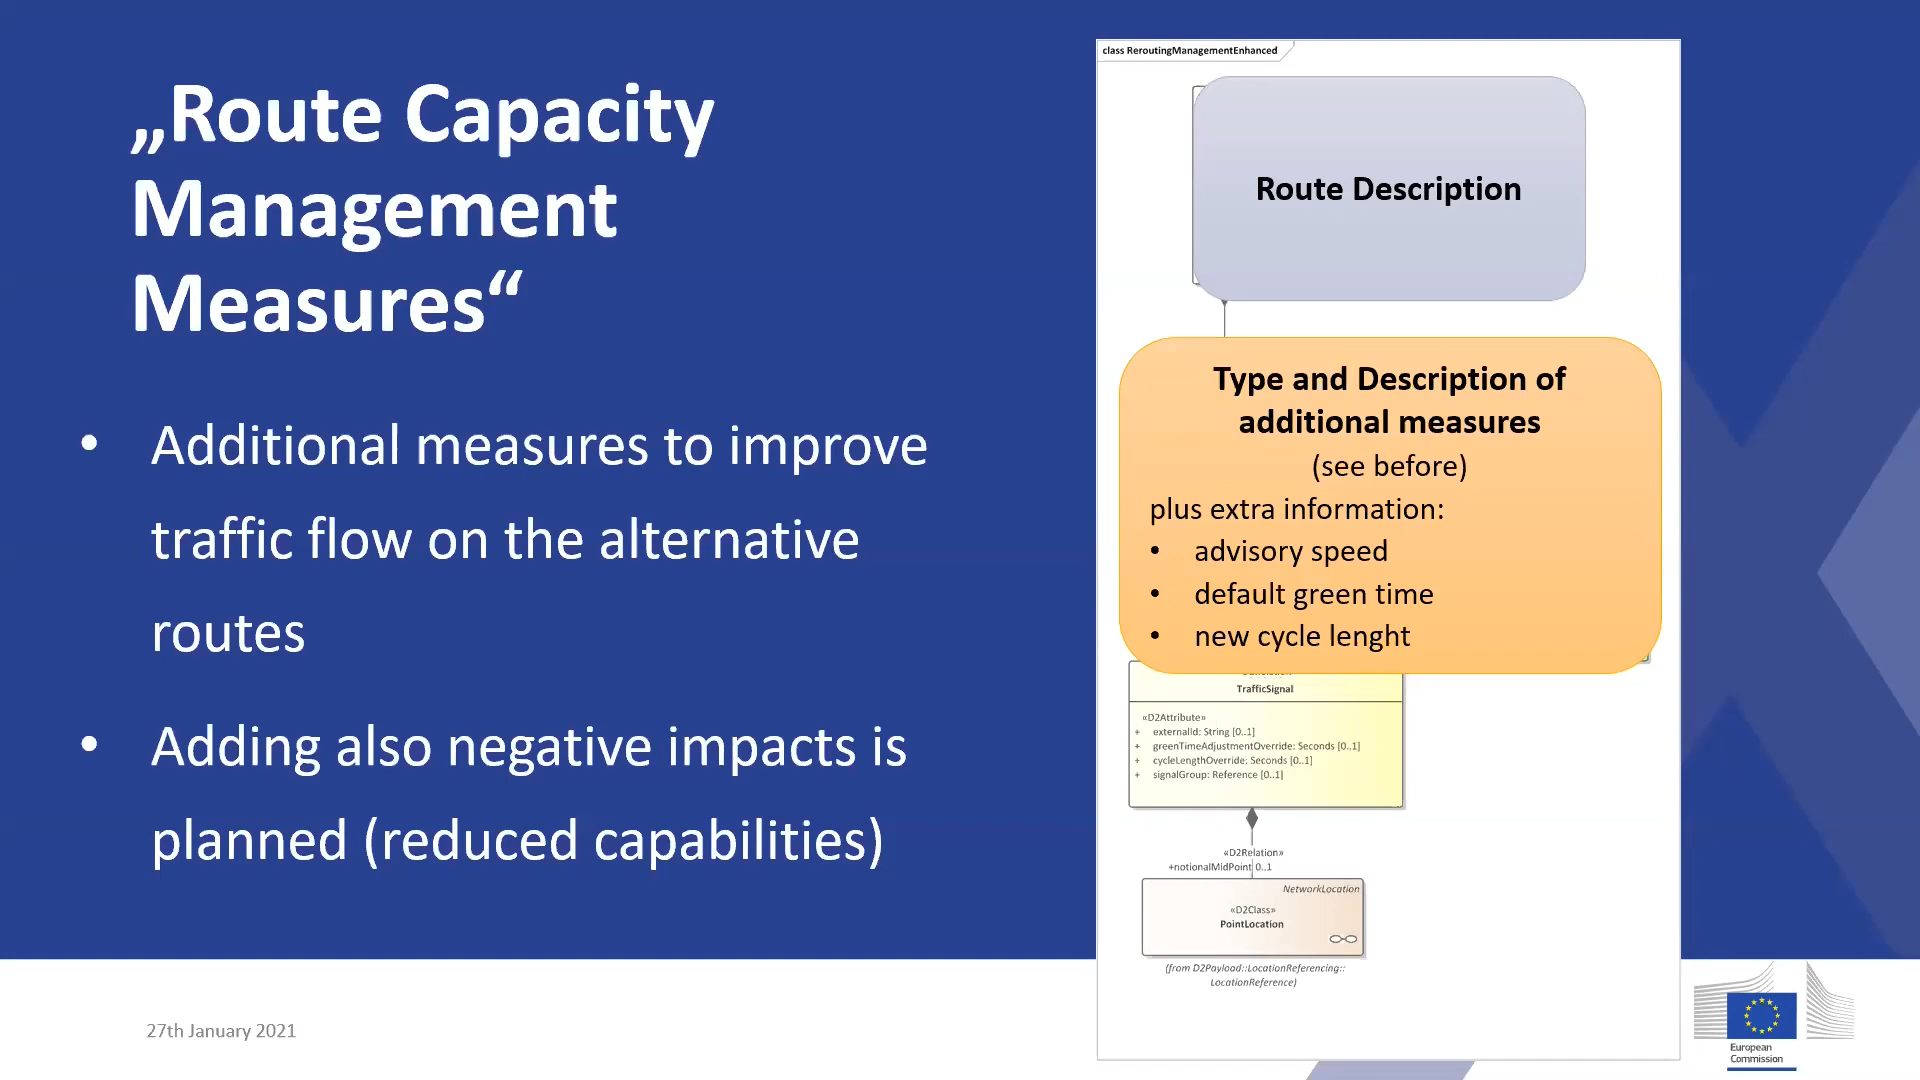 „Route Capacity
Management
Measures“
• Additional measures to improve
traffic flow on the alternative
routes
• Adding also negative impacts is
planned (reduced capabilities)
27th January 2021
class ReroutingManagementEnhanced
Route Description
Type and Description of
additional measures
(see before)
plus extra information:
• advisory speed
• default green time
• new cycle lenght
TrafficSignal
«D2Attribute»
+ externalId: String [0..1]
+ greenTimeAdjustmentOverride: Seconds [0..1]
+ cycleLengthOverride: Seconds [0..1]
+ signalGroup: Reference [0..1]
«D2Relation»
+notionalMidPoint 0..1
NetworkLocation
«D2Class»
PointLocation
(from D2Payload::LocationReferencing::
LocationReference)
European
Commission